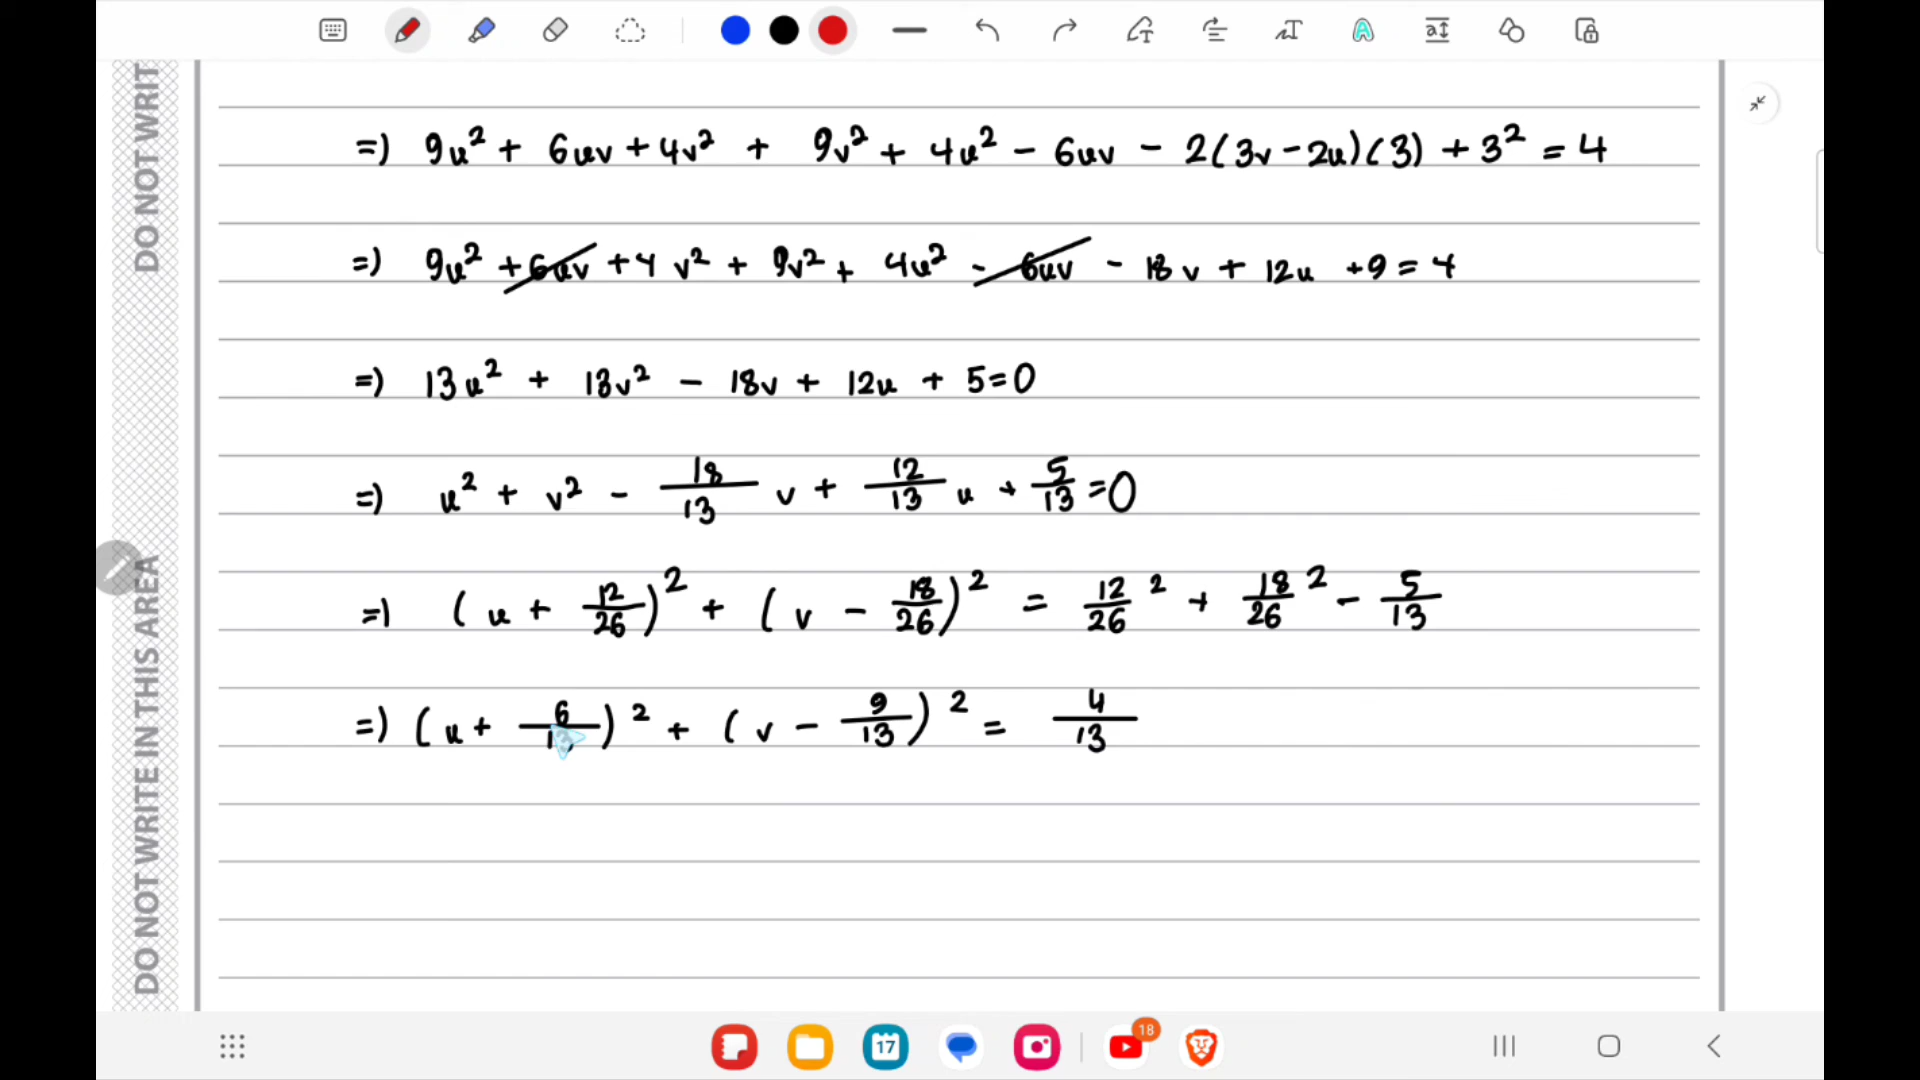 =) 9u² + 6uv + 4v² + 9v² + 4u² - 6uv - 2(3v - 2u)(3) + 3² = 4
=) 9u² + 6uv + 4v² + 9v² + 4u² - 6uv - 18v + 12u + 9 = 4
=) 13u² + 13v² - 18v + 12u + 5 = 0
=) u² + v² - 18/13 v + 12/13 u + 5/13 = 0
=) (u + 12/26)² + (v - 18/26)² = 12/26 ² + 18/26 ² - 5/13
=) (u + 6/13)² + (v - 9/13)² = 4/13
DO NOT WRIT
DO NOT WRITE IN THIS AREA
17
18